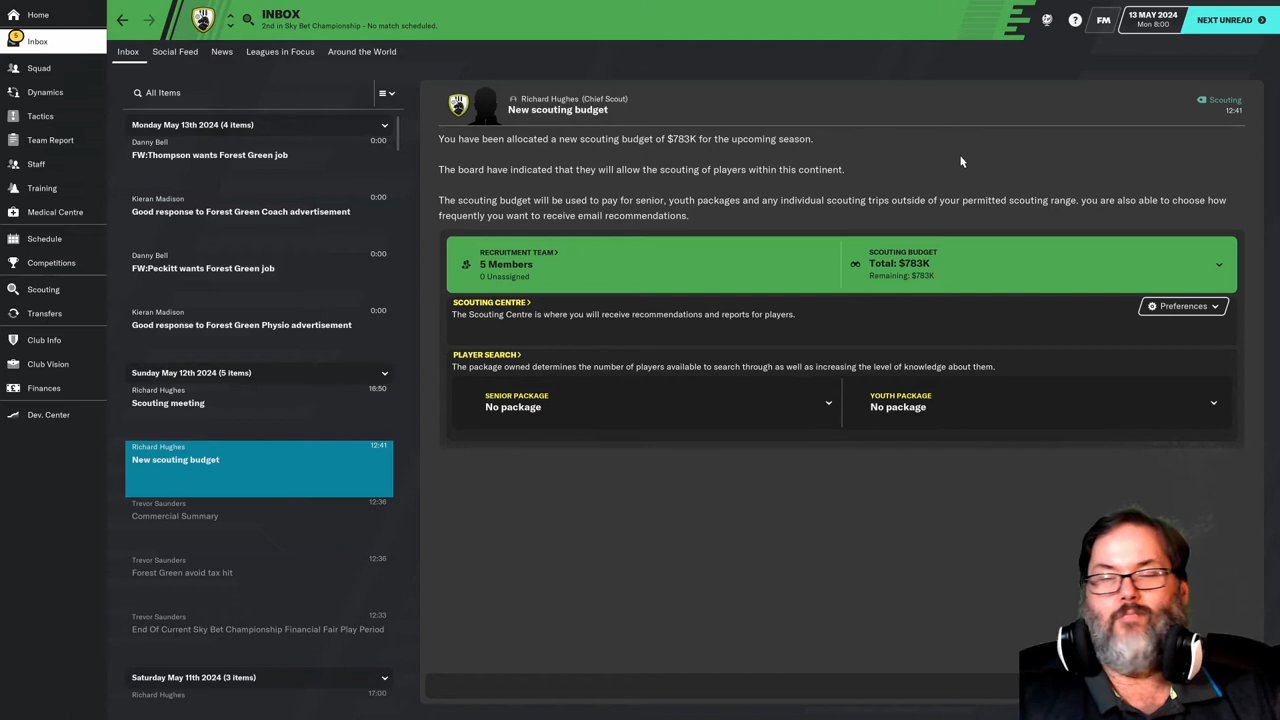 Home
Inbox
5
Squad
Dynamics
Tactics
Team Report
Staff
Training
Medical Centre
Schedule
Competitions
Scouting
Transfers
Club Info
Club Vision
Finances
Dev. Center
INBOX
2nd in Sky Bet Championship - No match scheduled.
FM
13 MAY 2024
Mon 8:00
NEXT UNREAD
Inbox
Social Feed
News
Leagues in Focus
Around the World
All Items
Monday May 13th 2024 (4 items)
Danny Bell 0:00
FW:Thompson wants Forest Green job
Kieran Madison 0:00
Good response to Forest Green Coach advertisement
Danny Bell 0:00
FW:Peckitt wants Forest Green job
Kieran Madison 0:00
Good response to Forest Green Physio advertisement
Sunday May 12th 2024 (5 items)
Richard Hughes 16:50
Scouting meeting
Richard Hughes 12:41
New scouting budget
Trevor Saunders 12:36
Commercial Summary
Trevor Saunders 12:36
Forest Green avoid tax hit
Trevor Saunders 12:33
End Of Current Sky Bet Championship Financial Fair Play Period
Saturday May 11th 2024 (3 items)
Richard Hughes 17:00
Richard Hughes (Chief Scout)
New scouting budget
Scouting
12:41
You have been allocated a new scouting budget of $783K for the upcoming season.
The board have indicated that they will allow the scouting of players within this continent.
The scouting budget will be used to pay for senior, youth packages and any individual scouting trips outside of your permitted scouting range. you are also able to choose how
frequently you want to receive email recommendations.
RECRUITMENT TEAM>
5 Members
0 Unassigned
SCOUTING BUDGET
Total: $783K
Remaining: $783K
SCOUTING CENTRE>
The Scouting Centre is where you will receive recommendations and reports for players.
Preferences
PLAYER SEARCH>
The package owned determines the number of players available to search through as well as increasing the level of knowledge about them.
SENIOR PACKAGE
No package
YOUTH PACKAGE
No package